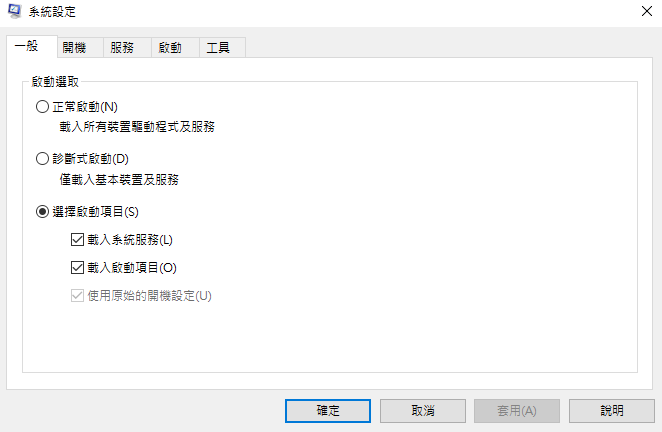 系統設定
一般 開機 服務 啟動 工具
啟動選取
正常啟動(N)
載入所有裝置驅動程式及服務
診斷式啟動(D)
僅載入基本裝置及服務
選擇啟動項目(S)
載入系統服務(L)
載入啟動項目(O)
使用原始的開機設定(U)
確定 取消 套用(A) 說明